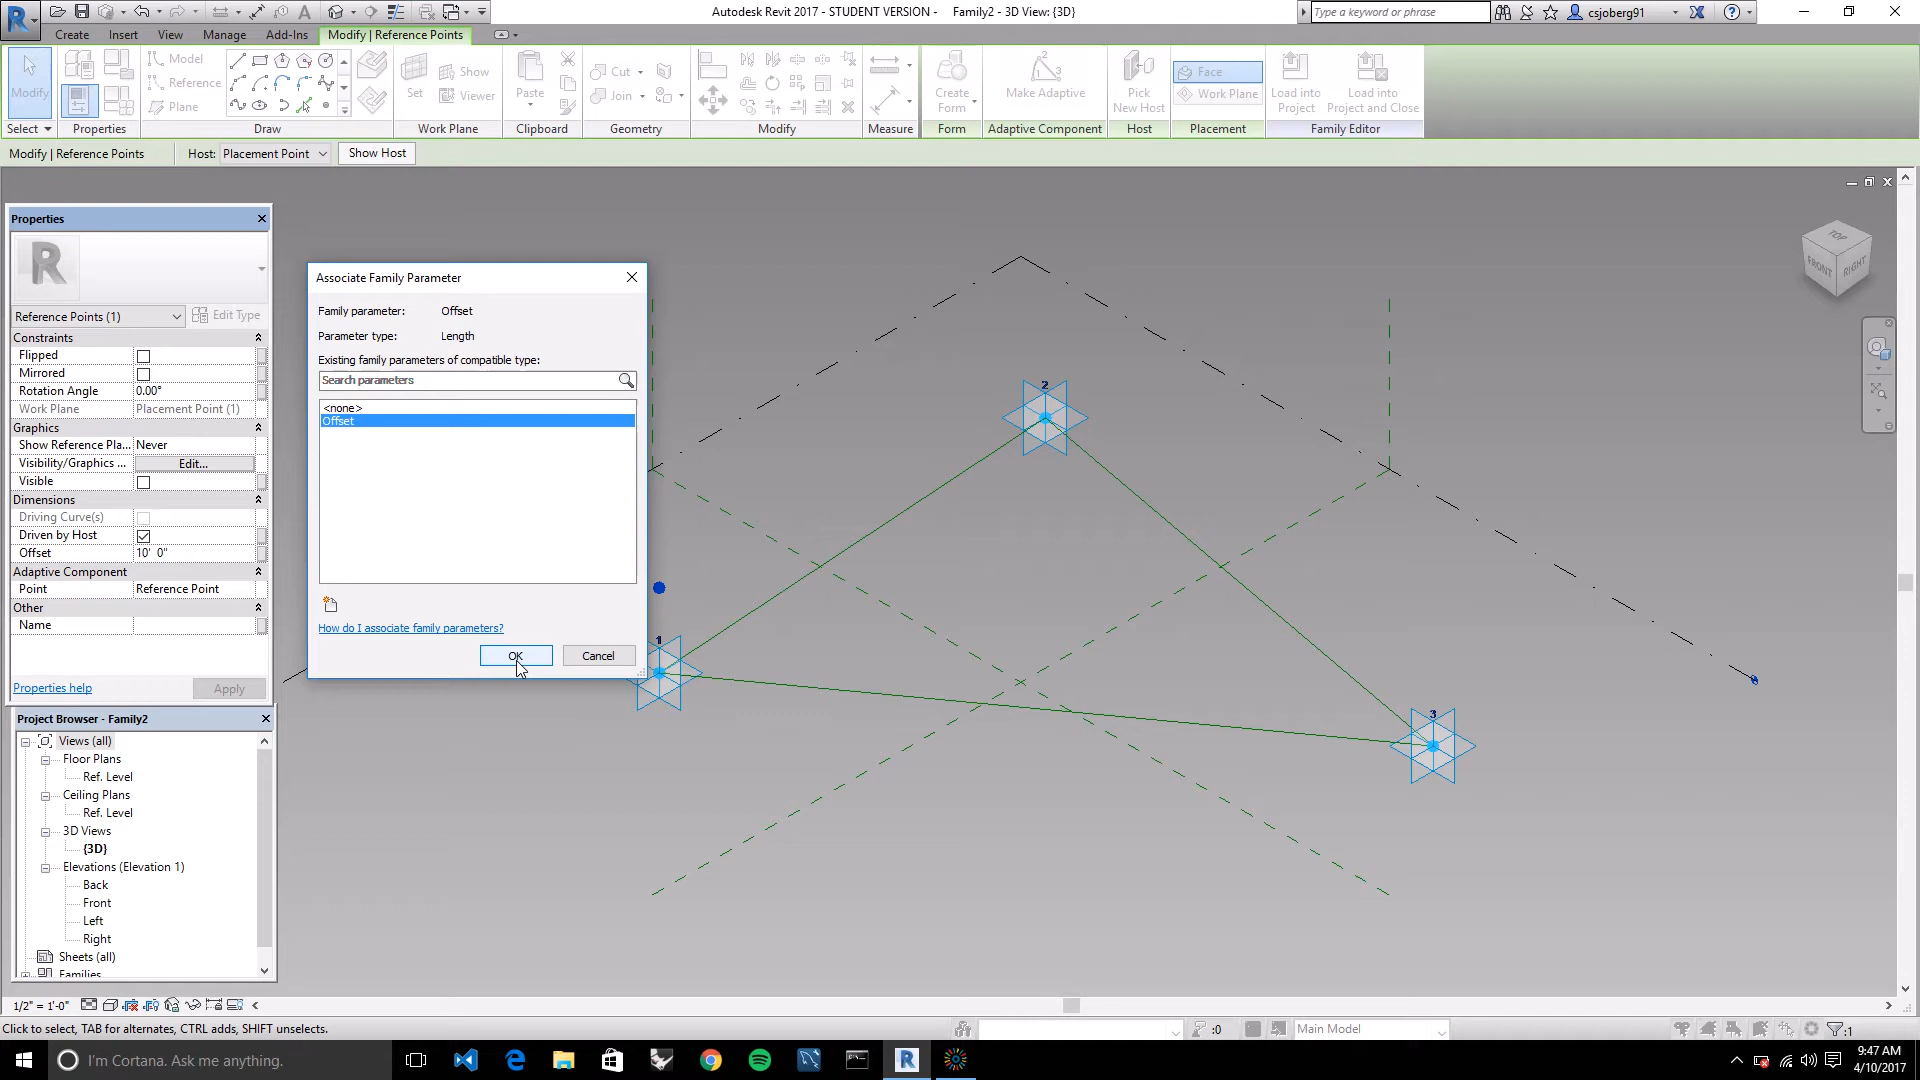 Autodesk Revit 2017 - STUDENT VERSION - Family2 - 3D View: {3D}
Type a keyword or phrase
csjoberg91
Create Insert View Manage Add-Ins Modify | Reference Points
Modify
Model
Reference
Plane
Set
Show
Viewer
Paste
Cut
Join
Create
Form
Make Adaptive
Pick
New Host
Face
Work Plane
Load into
Project
Load into
Project and Close
Select Properties Draw Work Plane Clipboard Geometry Modify Measure Form Adaptive Component Host Placement Family Editor
Modify | Reference Points Host: Placement Point Show Host
Properties
Reference Points (1) Edit Type
Constraints
Flipped
Mirrored
Rotation Angle 0.00°
Work Plane Placement Point (1)
Graphics
Show Reference Pla... Never
Visibility/Graphics ... Edit...
Visible
Dimensions
Driving Curve(s)
Driven by Host
Offset 10' 0"
Adaptive Component
Point Reference Point
Other
Name
Properties help Apply
Associate Family Parameter
Family parameter: Offset
Parameter type: Length
Existing family parameters of compatible type:
Search parameters
<none>
Offset
How do I associate family parameters?
OK Cancel
1
2
3
TOP
FRONT
RIGHT
Project Browser - Family2
Views (all)
Floor Plans
Ref. Level
Ceiling Plans
Ref. Level
3D Views
{3D}
Elevations (Elevation 1)
Back
Front
Left
Right
Sheets (all)
Families
1/2" = 1'-0"
Click to select, TAB for alternates, CTRL adds, SHIFT unselects.
:0
Main Model
:1
I'm Cortana. Ask me anything.
9:47 AM
4/10/2017